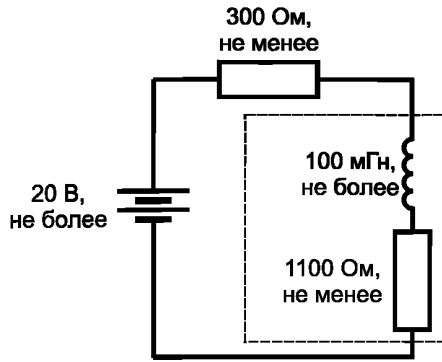 300 Ом,
не менее
100 мГн,
не более
20 В,
не более
1100 Ом,
не менее